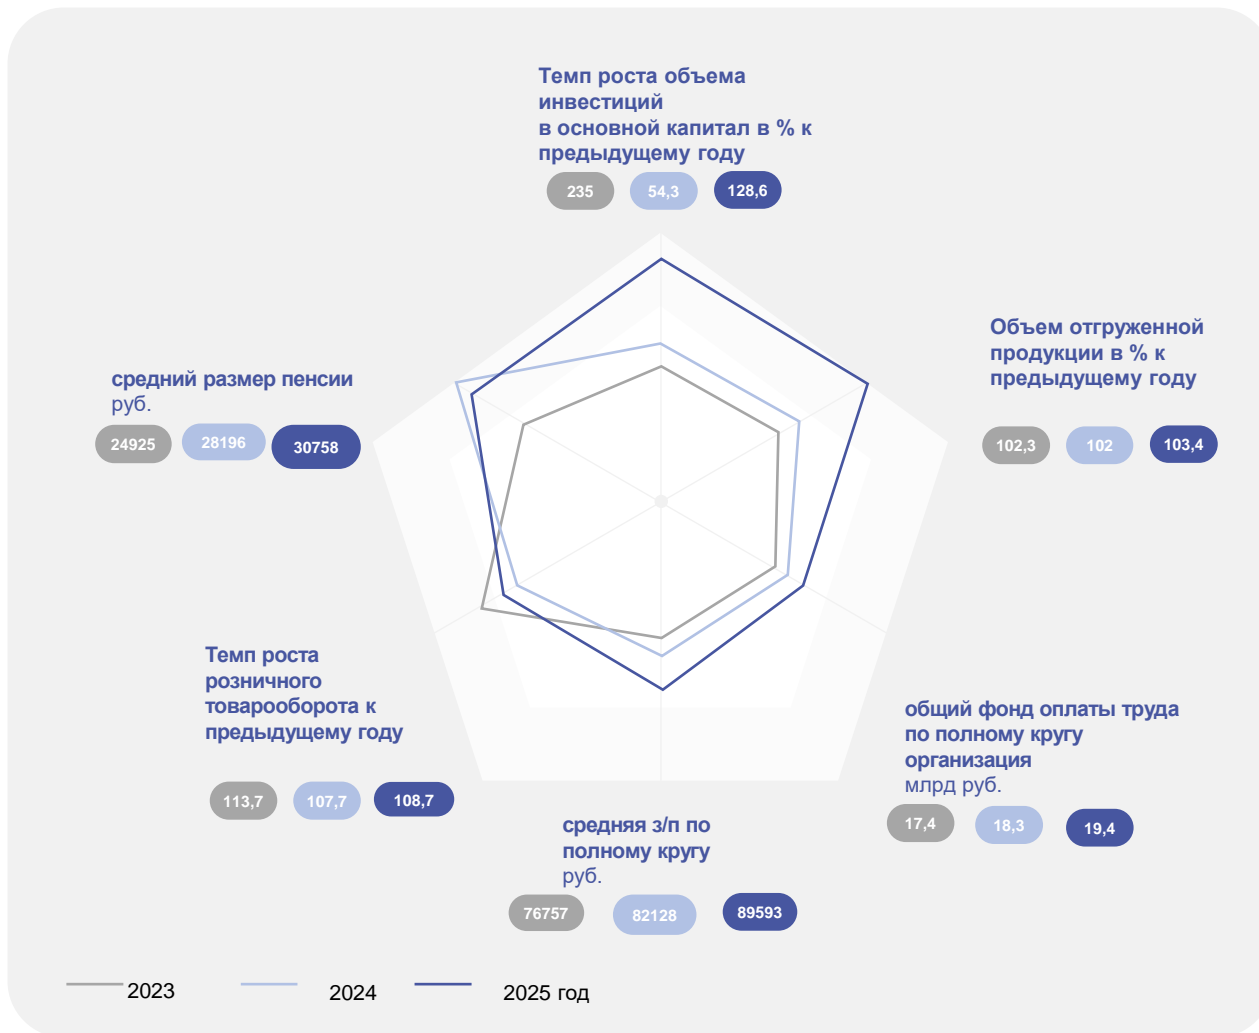 Темп роста объема
инвестиций
в основной капитал в % к
предыдущему году
235 54,3 128,6
Объем отгруженной
продукции в % к
предыдущему году
102,3 102 103,4
средний размер пенсии
руб.
24925 28196 30758
Темп роста
розничного
товарооборота к
предыдущему году
113,7 107,7 108,7
общий фонд оплаты труда
по полному кругу
организация
млрд руб.
17,4 18,3 19,4
средняя з/п по
полному кругу
руб.
76757 82128 89593
2023 2024 2025 год